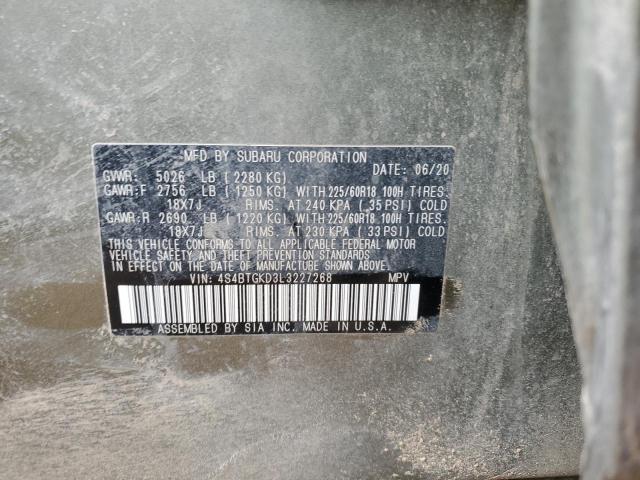 MFD BY SUBARU CORPORATION
GVWR: 5026 LB ( 2280 KG) DATE: 06/20
GAWR:F 2756 LB ( 1250 KG) WITH 225/60R18 100H TIRES,
18X7J RIMS, AT 240 KPA ( 35 PSI) COLD
GAWR:R 2690 LB ( 1220 KG) WITH 225/60R18 100H TIRES,
18X7J RIMS, AT 230 KPA ( 33 PSI) COLD
THIS VEHICLE CONFORMS TO ALL APPLICABLE FEDERAL MOTOR
VEHICLE SAFETY AND BUMPER STANDARDS
IN EFFECT ON THE DATE OF MANUFACTURE SHOWN ABOVE.
VIN: 4S4BTGKD3L3227268 MPV
ASSEMBLED BY SIA INC. MADE IN U.S.A.